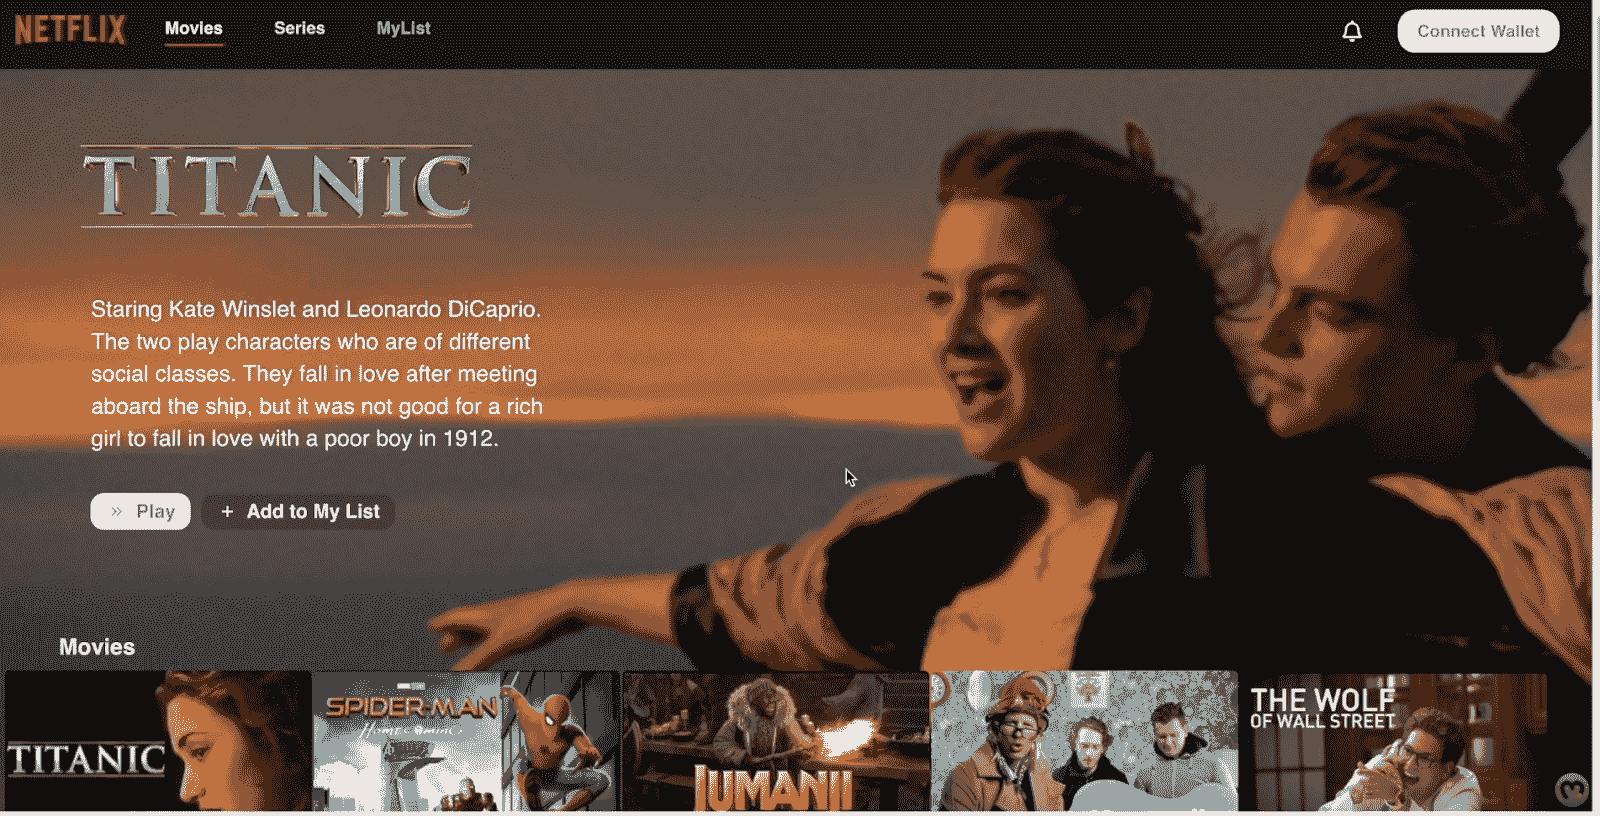 NETFLIX
Movies
Series
MyList
Connect Wallet
TITANIC
Staring Kate Winslet and Leonardo DiCaprio.
The two play characters who are of different
social classes. They fall in love after meeting
aboard the ship, but it was not good for a rich
girl to fall in love with a poor boy in 1912.
» Play
+ Add to My List
Movies
TITANIC
SPIDER-MAN
Homecoming
JUMANJI
THE WOLF
OF WALL STREET